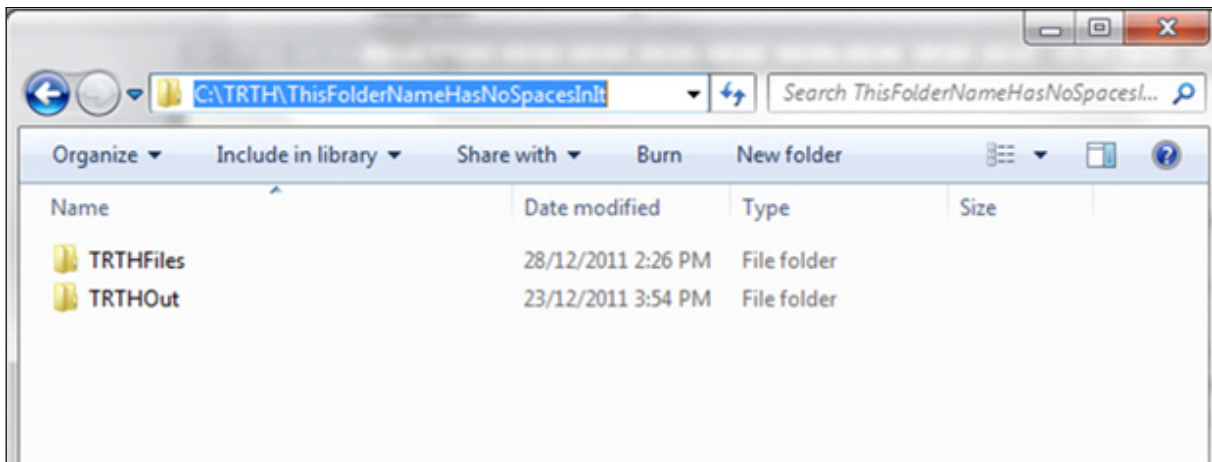 C:\TRTH\ThisFolderNameHasNoSpacesInIt Search ThisFolderNameHasNoSpacesI...
Organize Include in library Share with Burn New folder
Name Date modified Type Size
TRTHFiles 28/12/2011 2:26 PM File folder
TRTHOut 23/12/2011 3:54 PM File folder